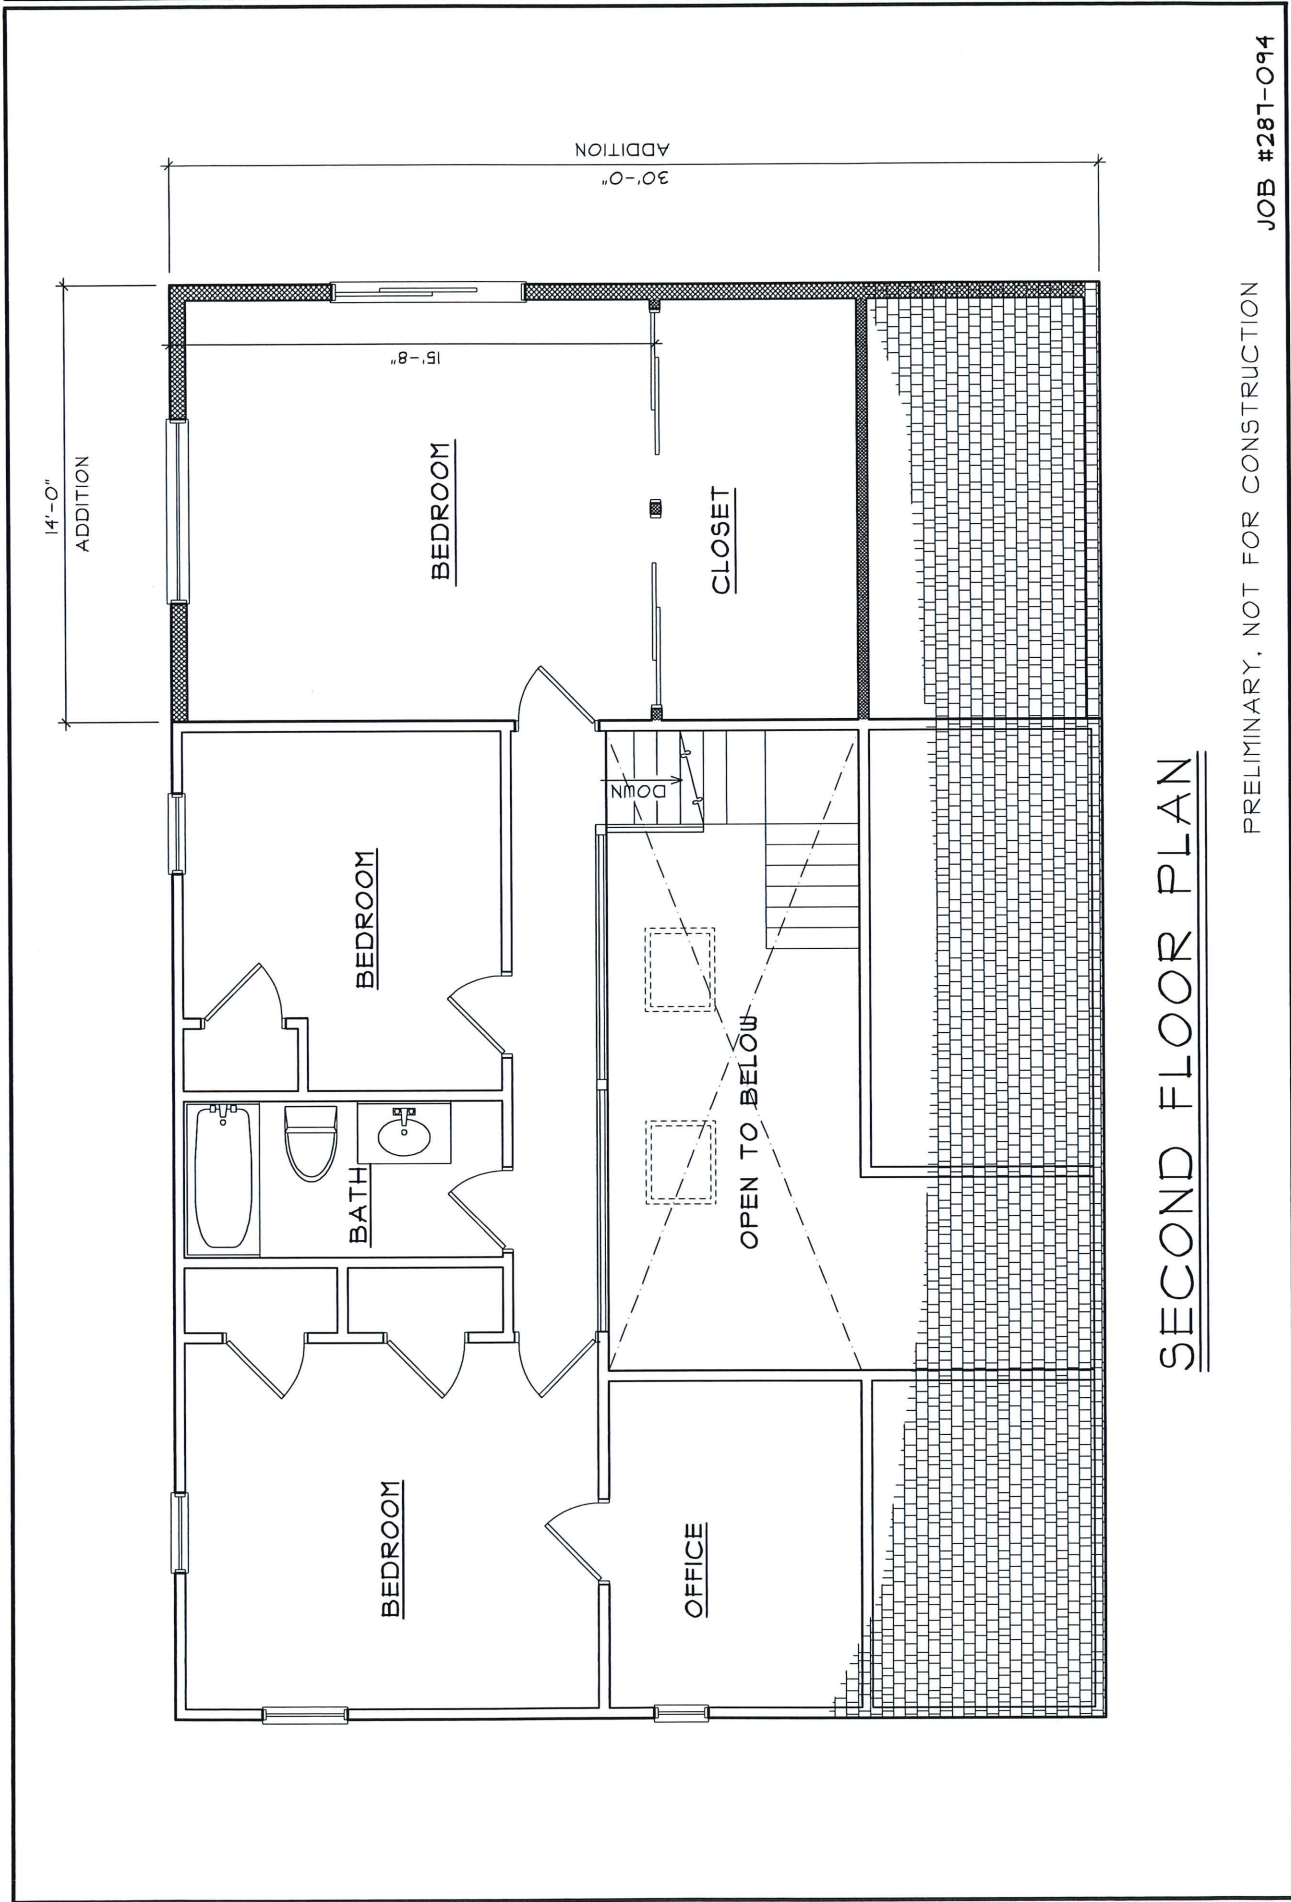 14'-0"
ADDITION
30'-0"
ADDITION
15'-8"
BEDROOM
CLOSET
BEDROOM
DOWN
BATH
OPEN TO BELOW
BEDROOM
OFFICE
SECOND FLOOR PLAN
PRELIMINARY, NOT FOR CONSTRUCTION
JOB #287-094